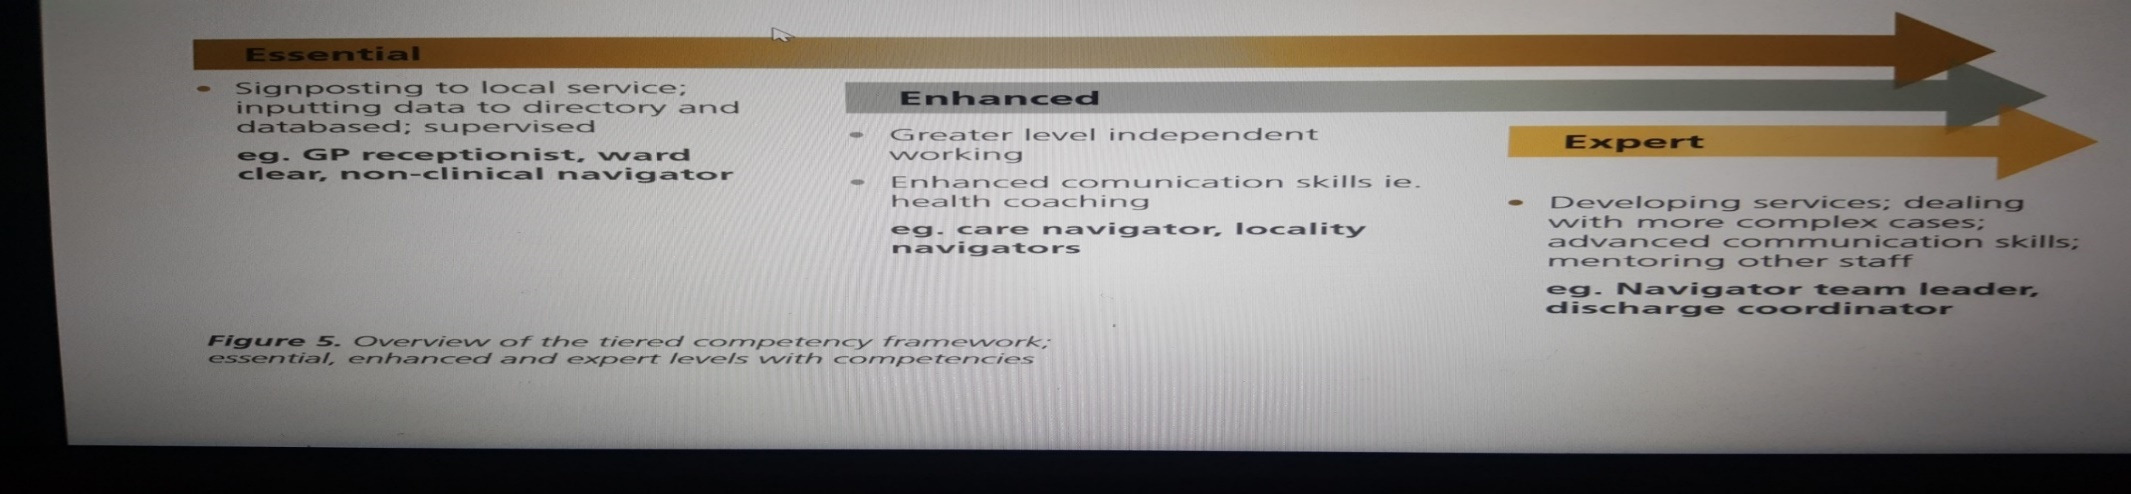 Essential
• Signposting to local service;
inputting data to directory and
databased; supervised
eg. GP receptionist, ward
clear, non-clinical navigator
Enhanced
• Greater level independent
working
• Enhanced comunication skills ie.
health coaching
eg. care navigator, locality
navigators
Expert
• Developing services; dealing
with more complex cases;
advanced communication skills;
mentoring other staff
eg. Navigator team leader,
discharge coordinator
Figure 5. Overview of the tiered competency framework;
essential, enhanced and expert levels with competencies